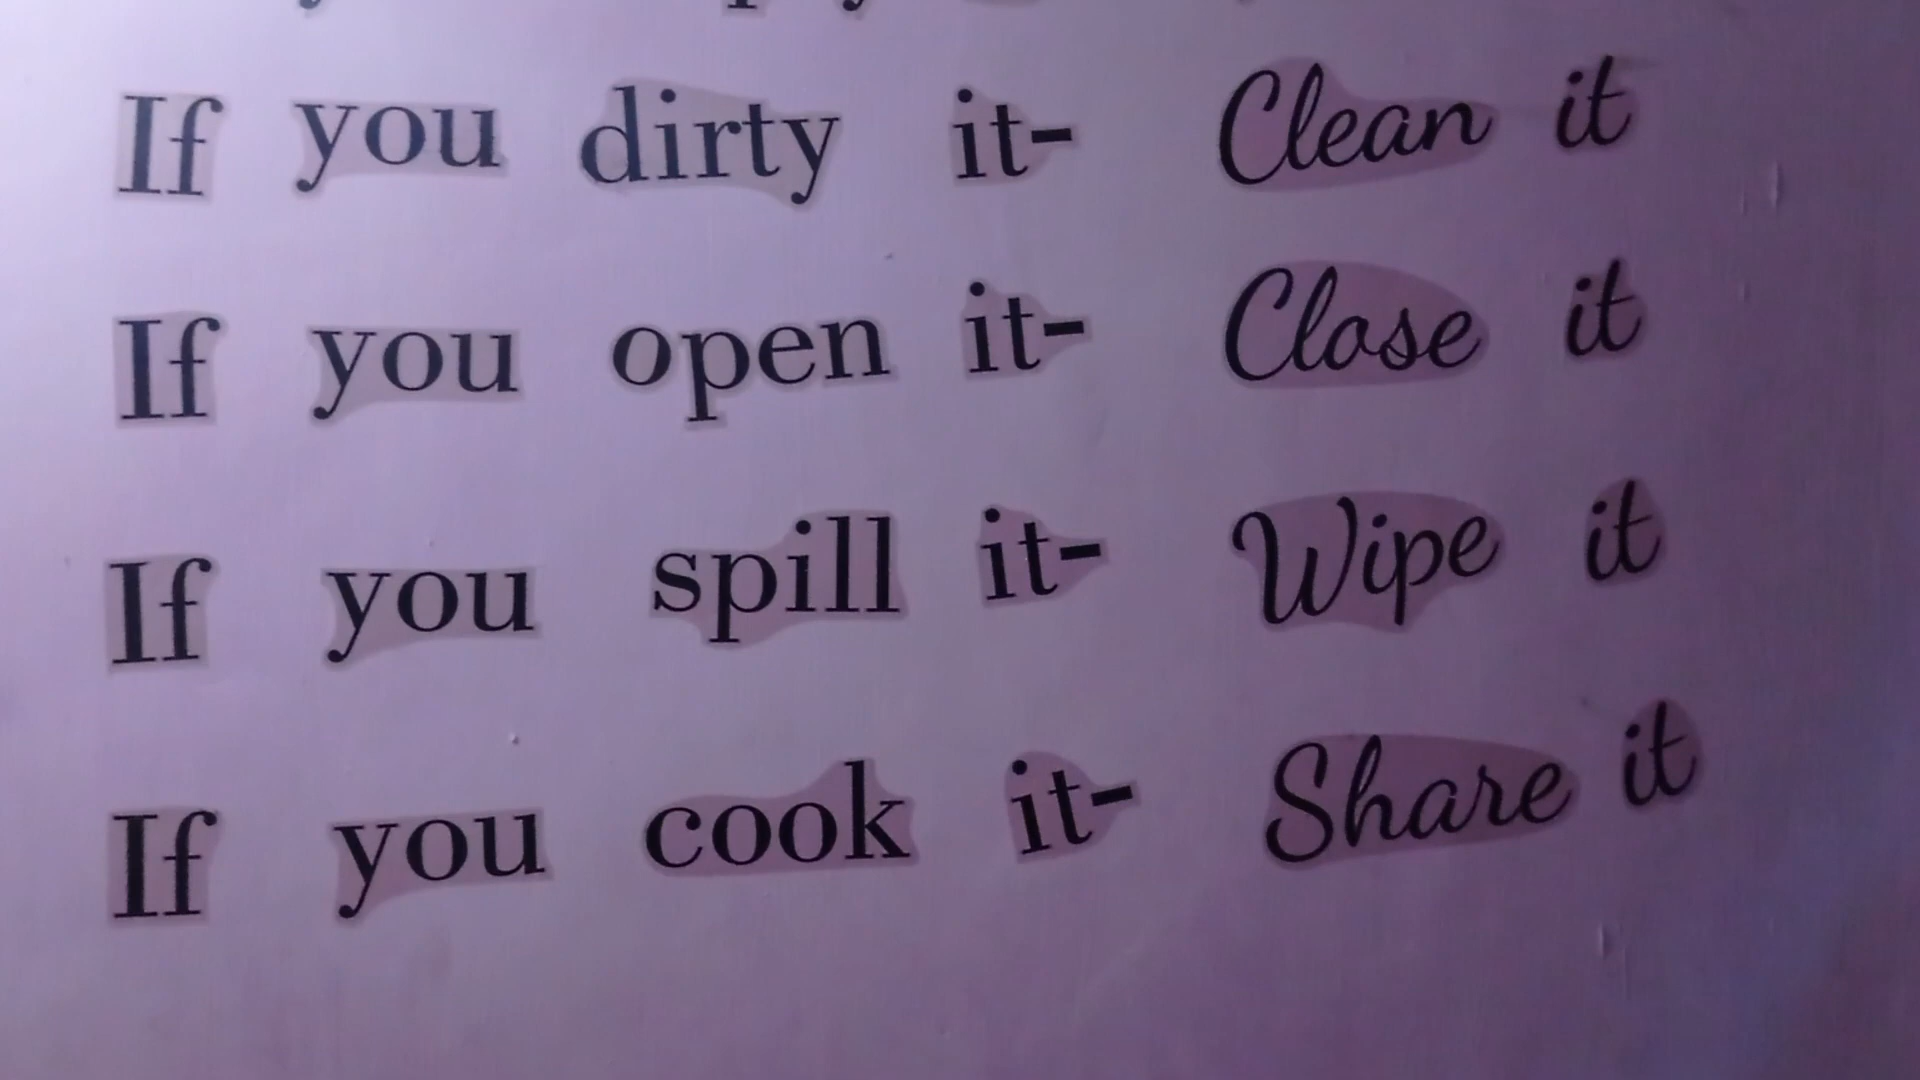 If you dirty it- Clean it
If you open it- Close it
If you spill it- Wipe it
If you cook it- Share it